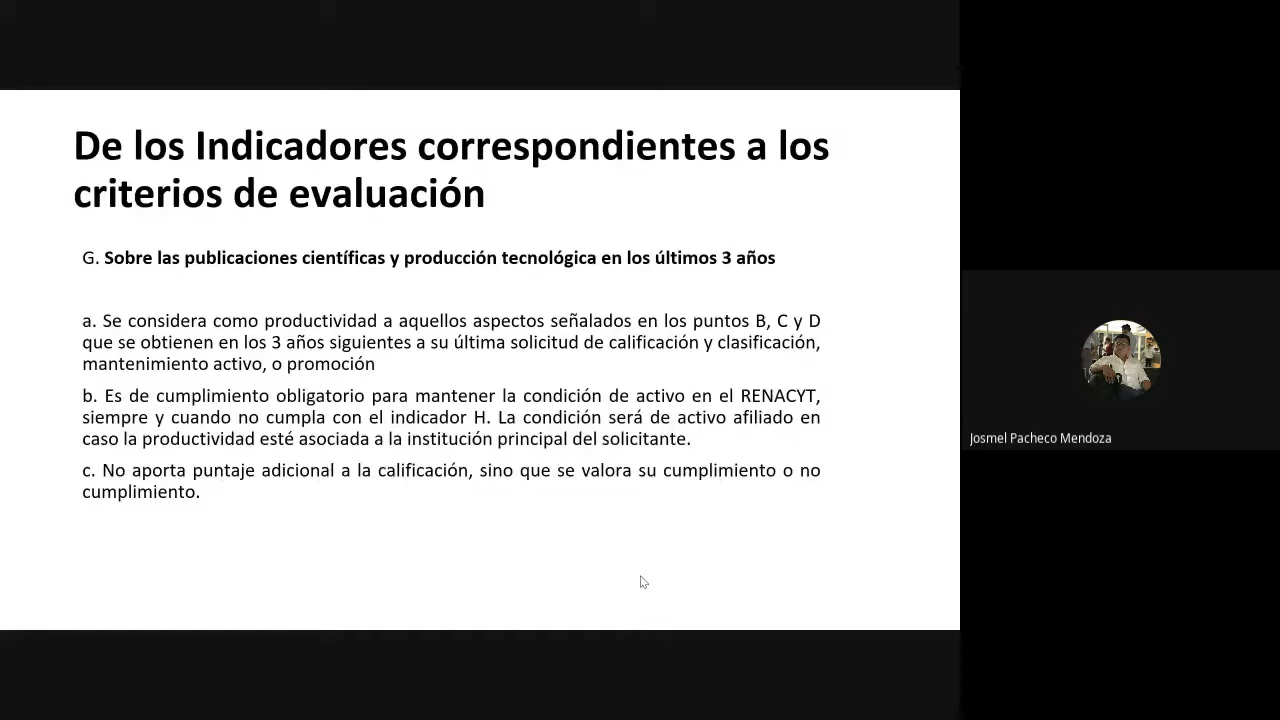 De los Indicadores correspondientes a los
criterios de evaluación
G. Sobre las publicaciones científicas y producción tecnológica en los últimos 3 años
a. Se considera como productividad a aquellos aspectos señalados en los puntos B, C y D
que se obtienen en los 3 años siguientes a su última solicitud de calificación y clasificación,
mantenimiento activo, o promoción
b. Es de cumplimiento obligatorio para mantener la condición de activo en el RENACYT,
siempre y cuando no cumpla con el indicador H. La condición será de activo afiliado en
caso la productividad esté asociada a la institución principal del solicitante.
c. No aporta puntaje adicional a la calificación, sino que se valora su cumplimiento o no
cumplimiento.
Josmel Pacheco Mendoza